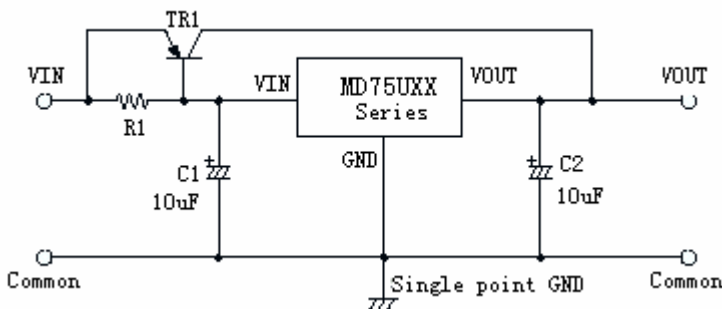 TR1
VIN
VIN
MD75UXX
VOUT
VOUT
R1
Series
GND
C1
10uF
C2
10uF
Common
Single point GND
Common